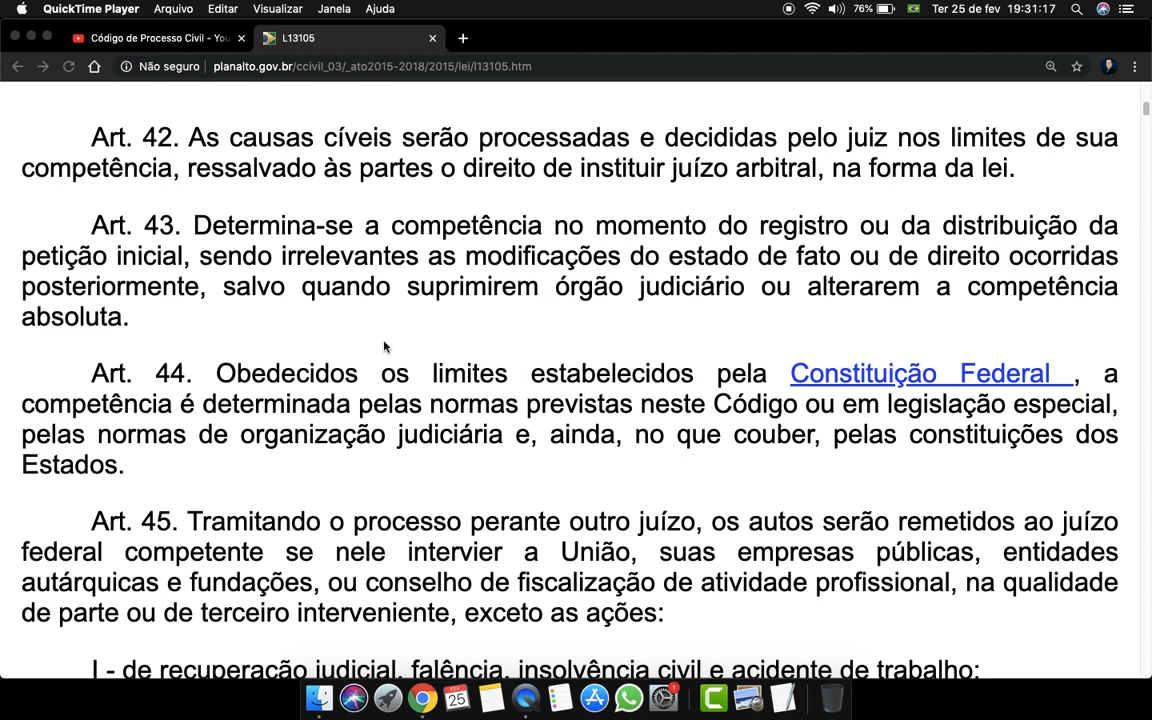 QuickTime Player Arquivo Editar Visualizar Janela Ajuda 76% Ter 25 de fev 19:31:17
Código de Processo Civil - You L13105
Não seguro planalto.gov.br/ccivil_03/_ato2015-2018/2015/lei/l13105.htm
Art. 42. As causas cíveis serão processadas e decididas pelo juiz nos limites de sua
competência, ressalvado às partes o direito de instituir juízo arbitral, na forma da lei.
Art. 43. Determina-se a competência no momento do registro ou da distribuição da
petição inicial, sendo irrelevantes as modificações do estado de fato ou de direito ocorridas
posteriormente, salvo quando suprimirem órgão judiciário ou alterarem a competência
absoluta.
Art. 44. Obedecidos os limites estabelecidos pela Constituição Federal , a
competência é determinada pelas normas previstas neste Código ou em legislação especial,
pelas normas de organização judiciária e, ainda, no que couber, pelas constituições dos
Estados.
Art. 45. Tramitando o processo perante outro juízo, os autos serão remetidos ao juízo
federal competente se nele intervier a União, suas empresas públicas, entidades
autárquicas e fundações, ou conselho de fiscalização de atividade profissional, na qualidade
de parte ou de terceiro interveniente, exceto as ações:
I - de recuperação judicial, falência, insolvência civil e acidente de trabalho;
FEV
25
1